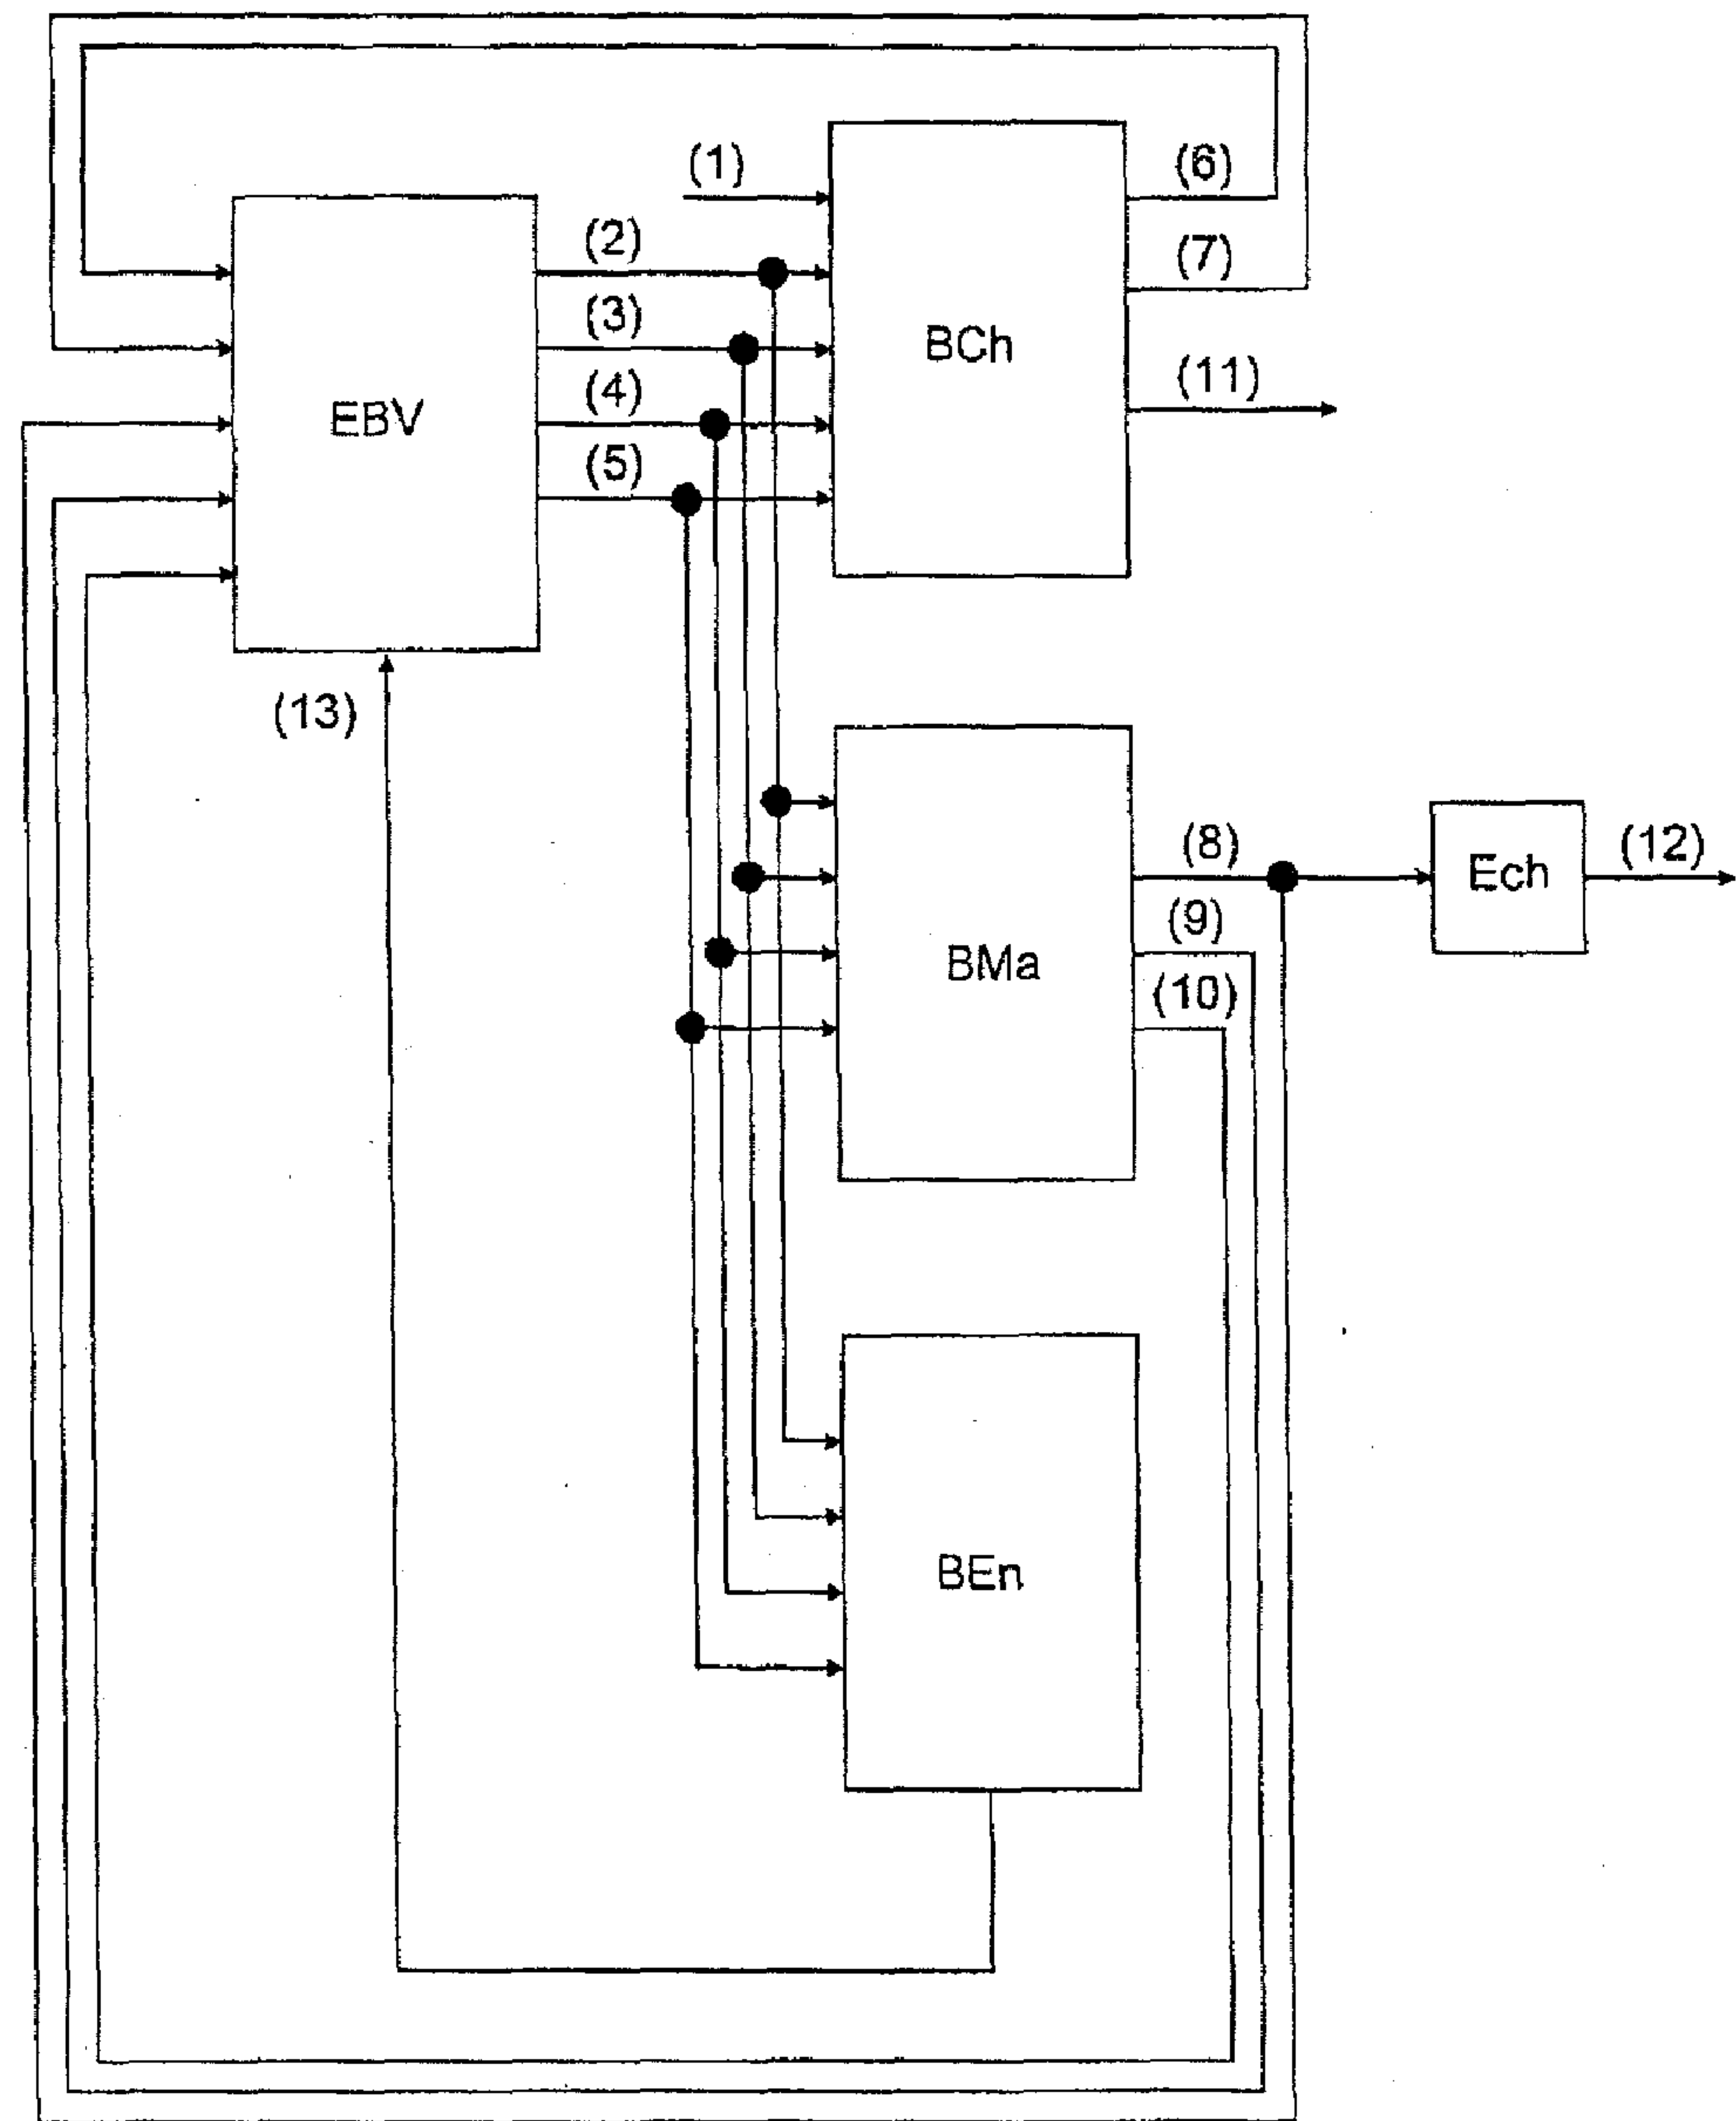 (1)
(6)
(2)
(7)
(3)
BCh
(4)
(11)
EBV
(5)
(13)
(8)
(12)
Ech
(9)
BMa
(10)
BEn